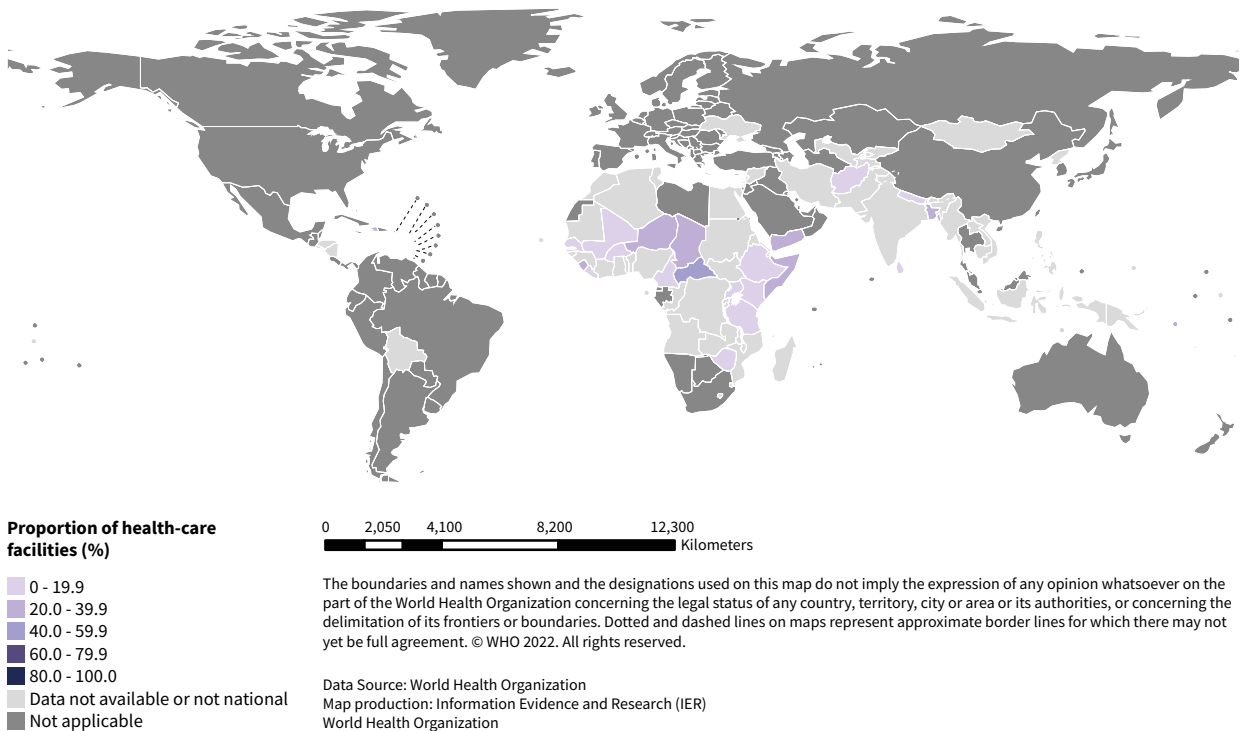 Proportion of health-care
facilities (%)
0 - 19.9
20.0 - 39.9
40.0 - 59.9
60.0 - 79.9
80.0 - 100.0
Data not available or not national
Not applicable
0 2,050 4,100 8,200 12,300
Kilometers
The boundaries and names shown and the designations used on this map do not imply the expression of any opinion whatsoever on the
part of the World Health Organization concerning the legal status of any country, territory, city or area or its authorities, or concerning the
delimitation of its frontiers or boundaries. Dotted and dashed lines on maps represent approximate border lines for which there may not
yet be full agreement. © WHO 2022. All rights reserved.
Data Source: World Health Organization
Map production: Information Evidence and Research (IER)
World Health Organization